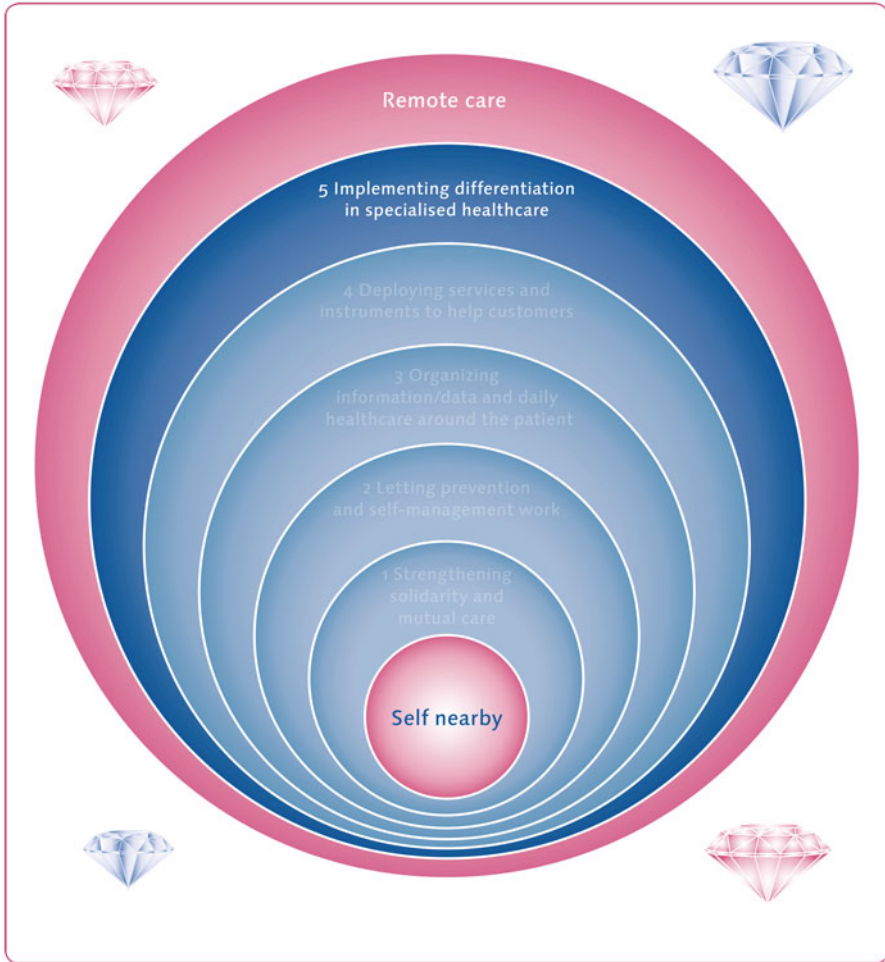 Remote care
5 Implementing differentiation
in specialised healthcare
4 Deploying services and
instruments to help customers
3 Organizing
information/data and daily
healthcare around the patient
2 Letting prevention
and self-management work
1 Strengthening
solidarity and
mutual care
Self nearby